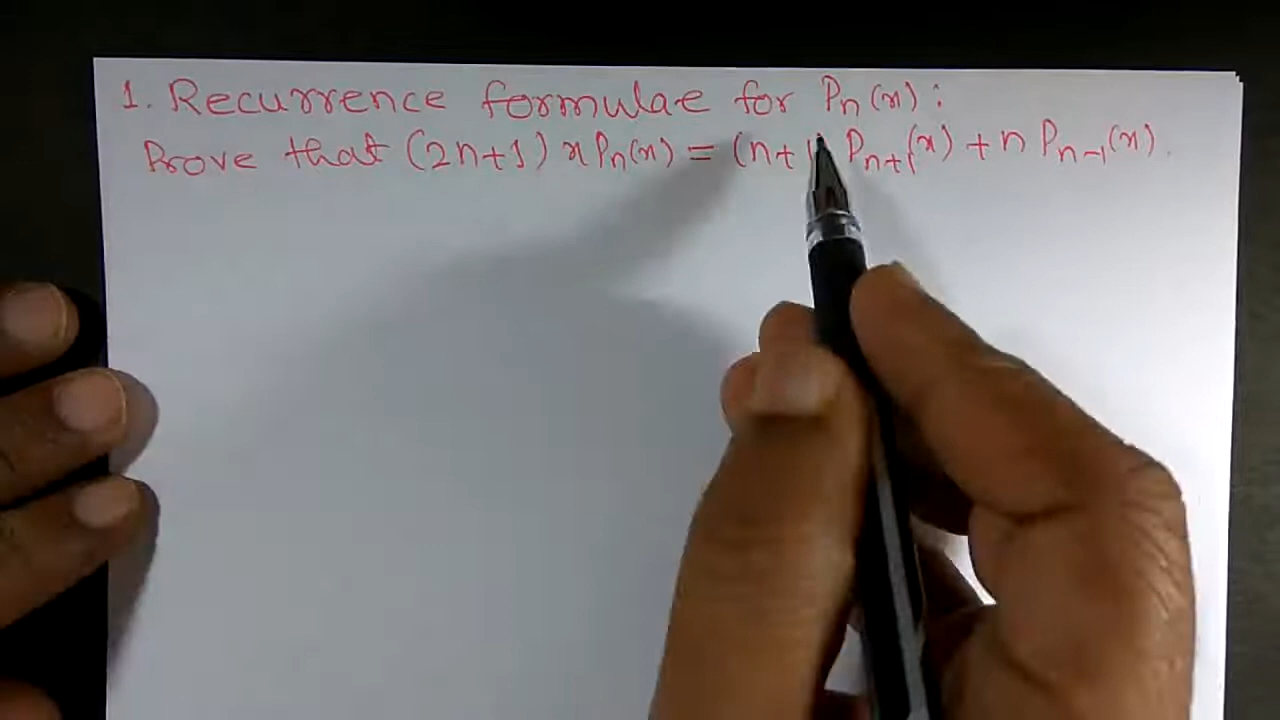 1. Recurrence formulae for Pn(x):
Prove that (2n+1) x Pn(x) = (n+1) Pn+1(x) + n Pn-1(x).